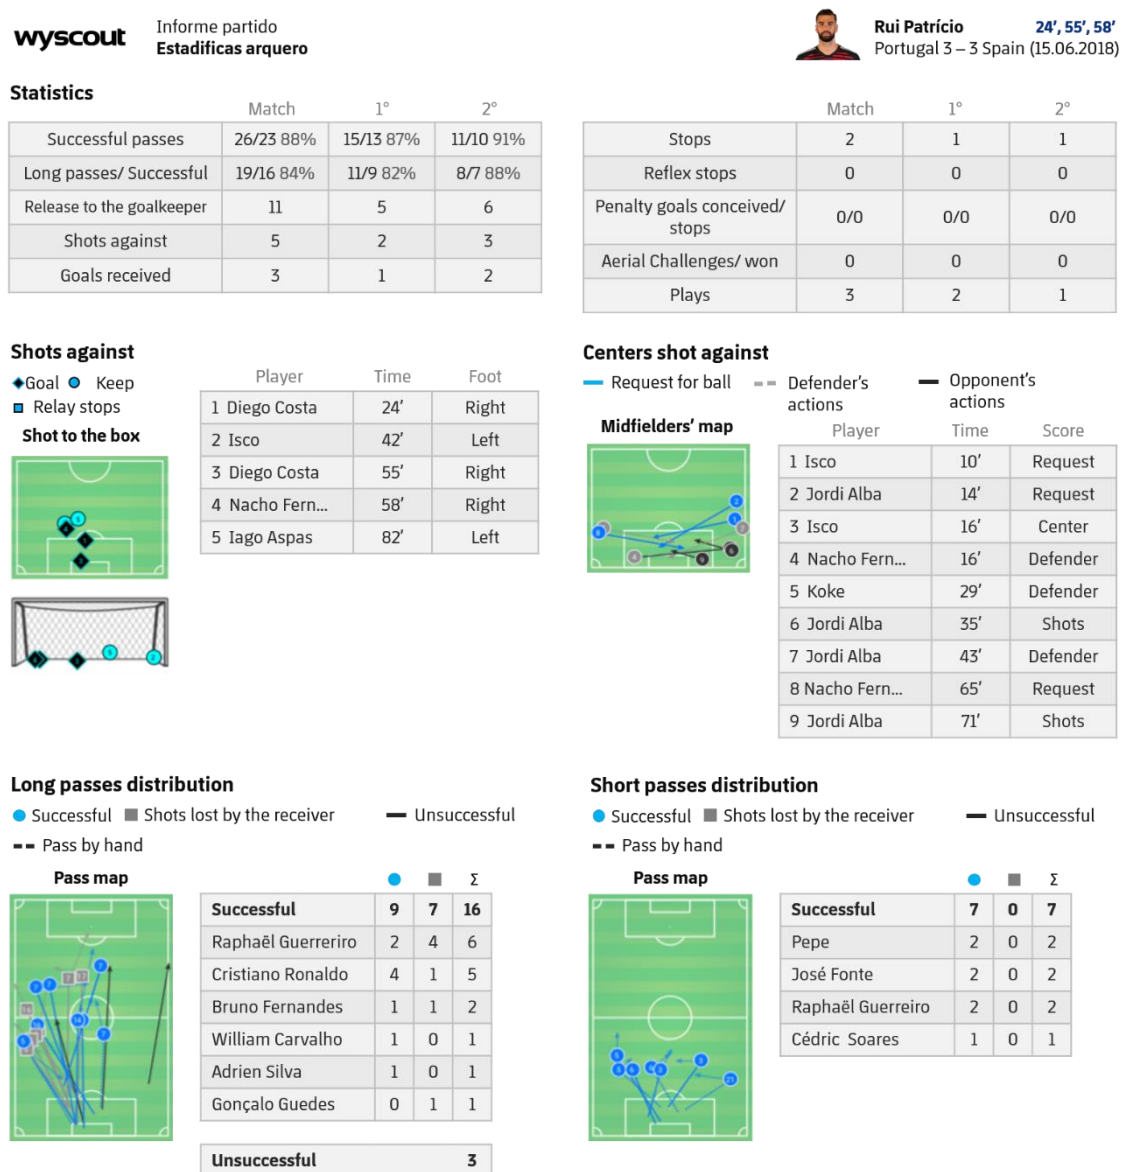 wyscout
Informe partido
Estadificas arquero
Rui Patrício 24’, 55’, 58’
Portugal 3 – 3 Spain (15.06.2018)
Statistics
Match 1° 2°
Successful passes 26/23 88% 15/13 87% 11/10 91%
Long passes/ Successful 19/16 84% 11/9 82% 8/7 88%
Release to the goalkeeper 11 5 6
Shots against 5 2 3
Goals received 3 1 2
Match 1° 2°
Stops 2 1 1
Reflex stops 0 0 0
Penalty goals conceived/
stops 0/0 0/0 0/0
Aerial Challenges/ won 0 0 0
Plays 3 2 1
Shots against
Goal Keep
Relay stops
Shot to the box
Player Time Foot
1 Diego Costa 24’ Right
2 Isco 42’ Left
3 Diego Costa 55’ Right
4 Nacho Fern... 58’ Right
5 Iago Aspas 82’ Left
Centers shot against
Request for ball
Defender’s
actions
Opponent’s
actions
Midfielders’ map
Player Time Score
1 Isco 10’ Request
2 Jordi Alba 14’ Request
3 Isco 16’ Center
4 Nacho Fern... 16’ Defender
5 Koke 29’ Defender
6 Jordi Alba 35’ Shots
7 Jordi Alba 43’ Defender
8 Nacho Fern... 65’ Request
9 Jordi Alba 71’ Shots
Long passes distribution
Successful Shots lost by the receiver Unsuccessful
Pass by hand
Pass map
Σ
Successful 9 7 16
Raphaël Guerreriro 2 4 6
Cristiano Ronaldo 4 1 5
Bruno Fernandes 1 1 2
William Carvalho 1 0 1
Adrien Silva 1 0 1
Gonçalo Guedes 0 1 1
Unsuccessful 3
Short passes distribution
Successful Shots lost by the receiver Unsuccessful
Pass by hand
Pass map
Σ
Successful 7 0 7
Pepe 2 0 2
José Fonte 2 0 2
Raphaël Guerreiro 2 0 2
Cédric Soares 1 0 1